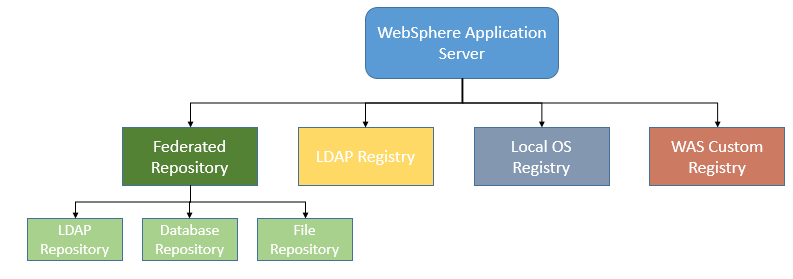 WebSphere Application
Server
Federated
Repository
LDAP Registry
Local OS
Registry
WAS Custom
Registry
LDAP
Repository
Database
Repository
File
Repository